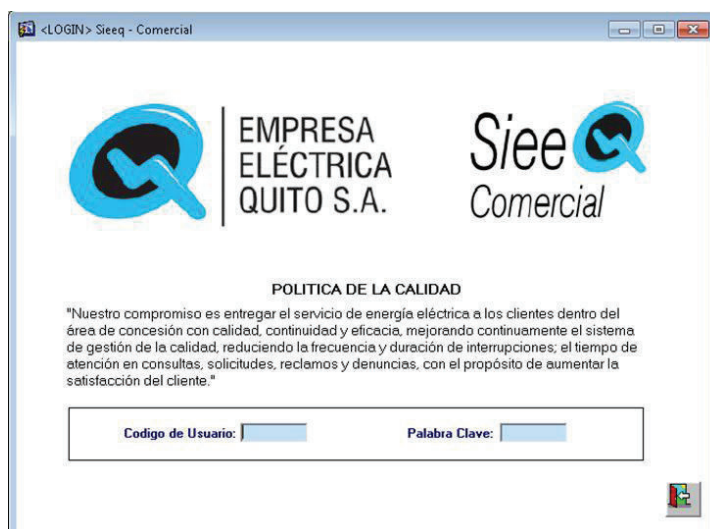 <LOGIN> Sieeq - Comercial
EMPRESA
ELÉCTRICA
QUITO S.A.
SieeQ
Comercial
POLITICA DE LA CALIDAD
"Nuestro compromiso es entregar el servicio de energía eléctrica a los clientes dentro del
área de concesión con calidad, continuidad y eficacia, mejorando continuamente el sistema
de gestión de la calidad, reduciendo la frecuencia y duración de interrupciones; el tiempo de
atención en consultas, solicitudes, reclamos y denuncias, con el propósito de aumentar la
satisfacción del cliente."
Codigo de Usuario: Palabra Clave: